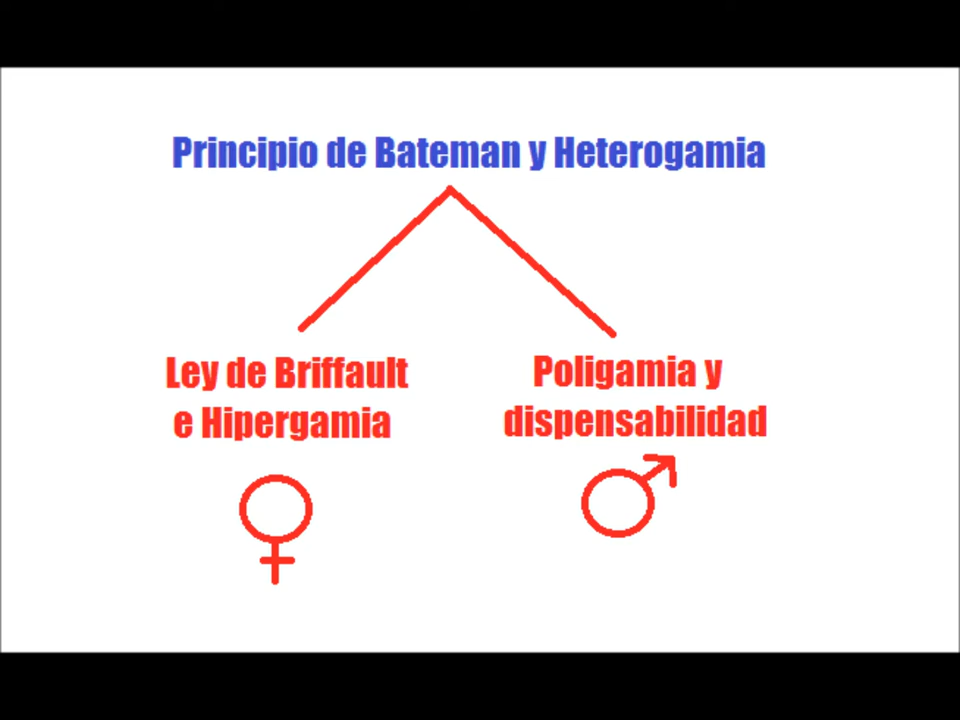 Principio de Bateman y Heterogamia
Ley de Briffault
e Hipergamia
Poligamia y
dispensabilidad